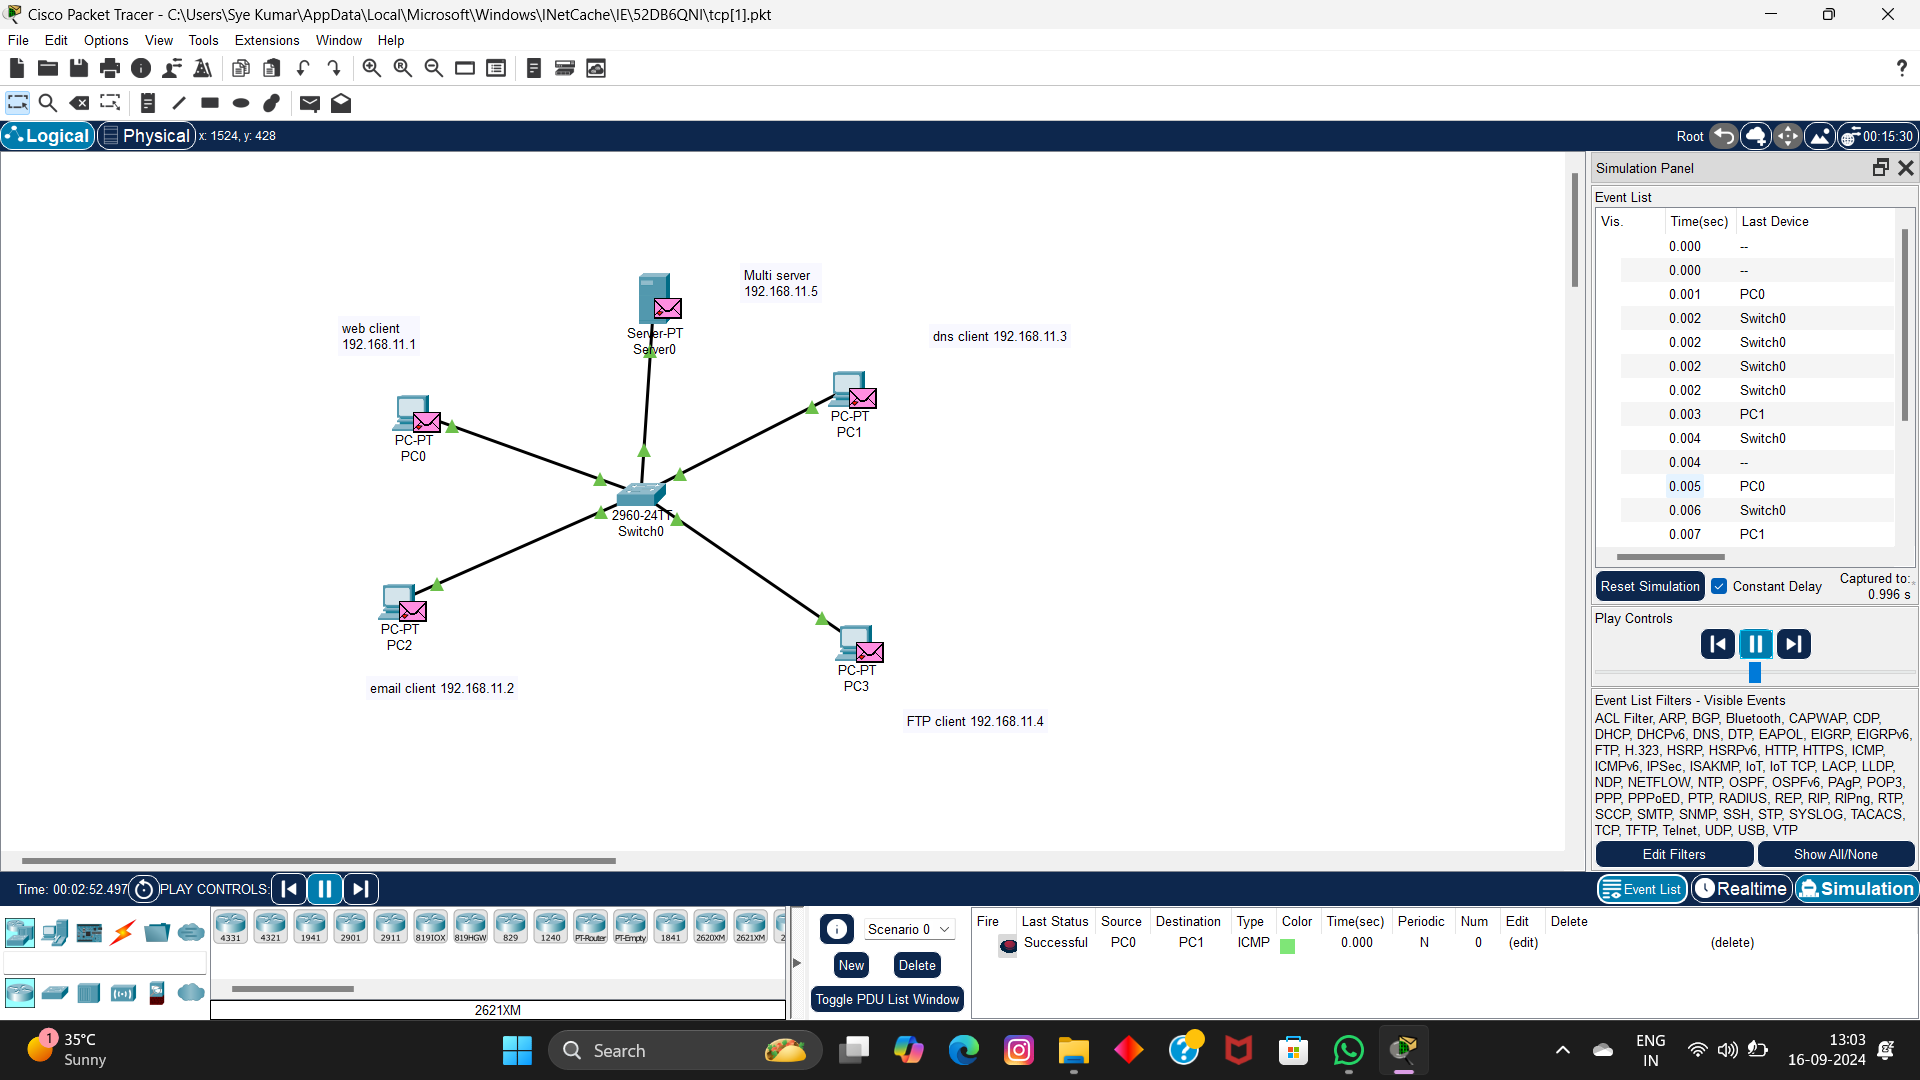 Cisco Packet Tracer - C:\Users\Sye Kumar\AppData\Local\Microsoft\Windows\INetCache\IE\52DB6QNI\tcp[1].pkt
File Edit Options View Tools Extensions Window Help
Logical Physical x: 1524, y: 428
Root 00:15:30
web client
192.168.11.1
Server-PT
Server0
Multi server
192.168.11.5
dns client 192.168.11.3
PC-PT
PC0
PC-PT
PC1
2960-24TT
Switch0
PC-PT
PC2
PC-PT
PC3
email client 192.168.11.2
FTP client 192.168.11.4
Simulation Panel
Event List
Vis. Time(sec) Last Device
0.000 --
0.000 --
0.001 PC0
0.002 Switch0
0.002 Switch0
0.002 Switch0
0.002 Switch0
0.003 PC1
0.004 Switch0
0.004 --
0.005 PC0
0.006 Switch0
0.007 PC1
Reset Simulation Constant Delay Captured to:
0.996 s
Play Controls
Event List Filters - Visible Events
ACL Filter, ARP, BGP, Bluetooth, CAPWAP, CDP,
DHCP, DHCPv6, DNS, DTP, EAPOL, EIGRP, EIGRPv6,
FTP, H.323, HSRP, HSRPv6, HTTP, HTTPS, ICMP,
ICMPv6, IPSec, ISAKMP, IoT, IoT TCP, LACP, LLDP,
NDP, NETFLOW, NTP, OSPF, OSPFv6, PAgP, POP3,
PPP, PPPoED, PTP, RADIUS, REP, RIP, RIPng, RTP,
SCCP, SMTP, SNMP, SSH, STP, SYSLOG, TACACS,
TCP, TFTP, Telnet, UDP, USB, VTP
Edit Filters Show All/None
Time: 00:02:52.497 PLAY CONTROLS:
Event List Realtime Simulation
4331 4321 1941 2901 2911 819IOX 819HGW 829 1240 PT-Router PT-Empty 1841 2620XM 2621XM 2
2621XM
Scenario 0
New Delete
Toggle PDU List Window
Fire Last Status Source Destination Type Color Time(sec) Periodic Num Edit Delete
Successful PC0 PC1 ICMP 0.000 N 0 (edit) (delete)
1
35°C
Sunny
Search
ENG
IN
13:03
16-09-2024